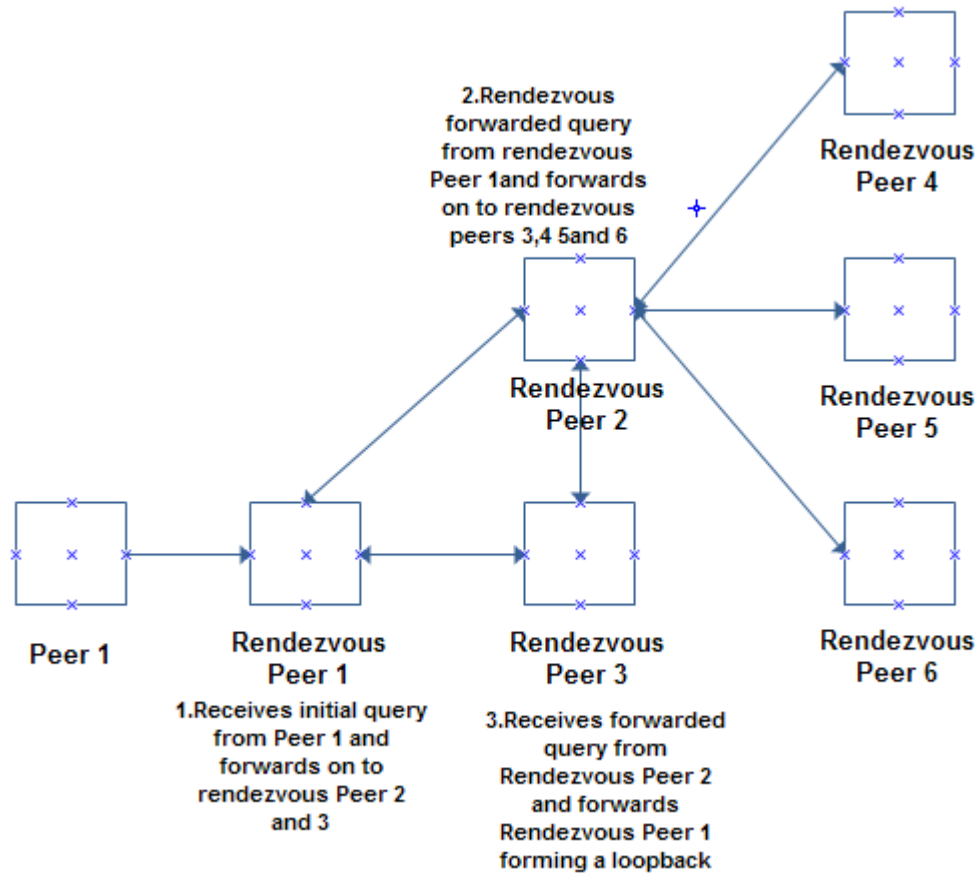 2.Rendezvous
forwarded query
from rendezvous
Peer 1and forwards
on to rendezvous
peers 3,4 5and 6
Rendezvous
Peer 4
Rendezvous
Peer 2
Rendezvous
Peer 5
Peer 1
Rendezvous
Peer 1
1.Receives initial query
from Peer 1 and
forwards on to
rendezvous Peer 2
and 3
Rendezvous
Peer 3
3.Receives forwarded
query from
Rendezvous Peer 2
and forwards
Rendezvous Peer 1
forming a loopback
Rendezvous
Peer 6